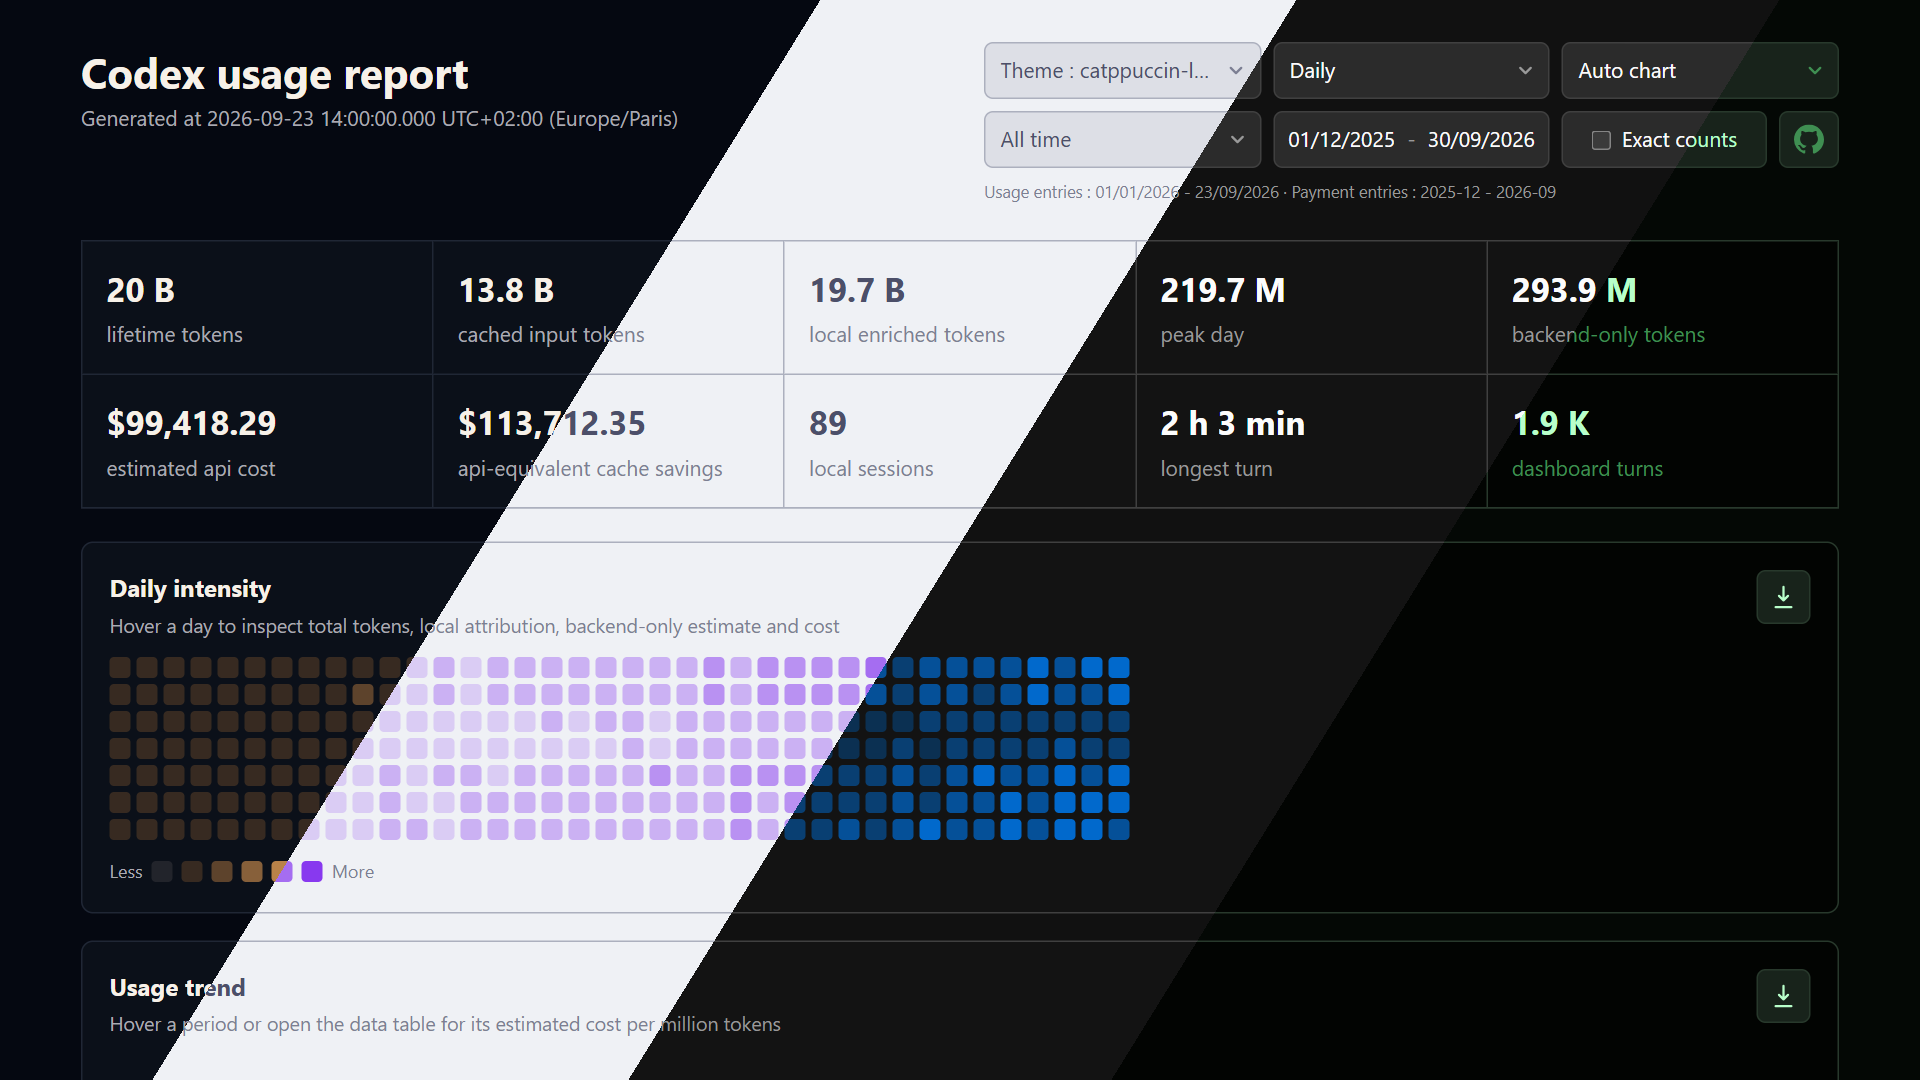 Codex usage report
Generated at 2026-09-23 14:00:00.000 UTC+02:00 (Europe/Paris)
Theme : catppuccin-l...
Daily
Auto chart
All time
01/12/2025 - 30/09/2026
Exact counts
Usage entries : 01/01/2026 - 23/09/2026 · Payment entries : 2025-12 - 2026-09
20 B
lifetime tokens
13.8 B
cached input tokens
19.7 B
local enriched tokens
219.7 M
peak day
293.9 M
backend-only tokens
$99,418.29
estimated api cost
$113,712.35
api-equivalent cache savings
89
local sessions
2 h 3 min
longest turn
1.9 K
dashboard turns
Daily intensity
Hover a day to inspect total tokens, local attribution, backend-only estimate and cost
Less
More
Usage trend
Hover a period or open the data table for its estimated cost per million tokens